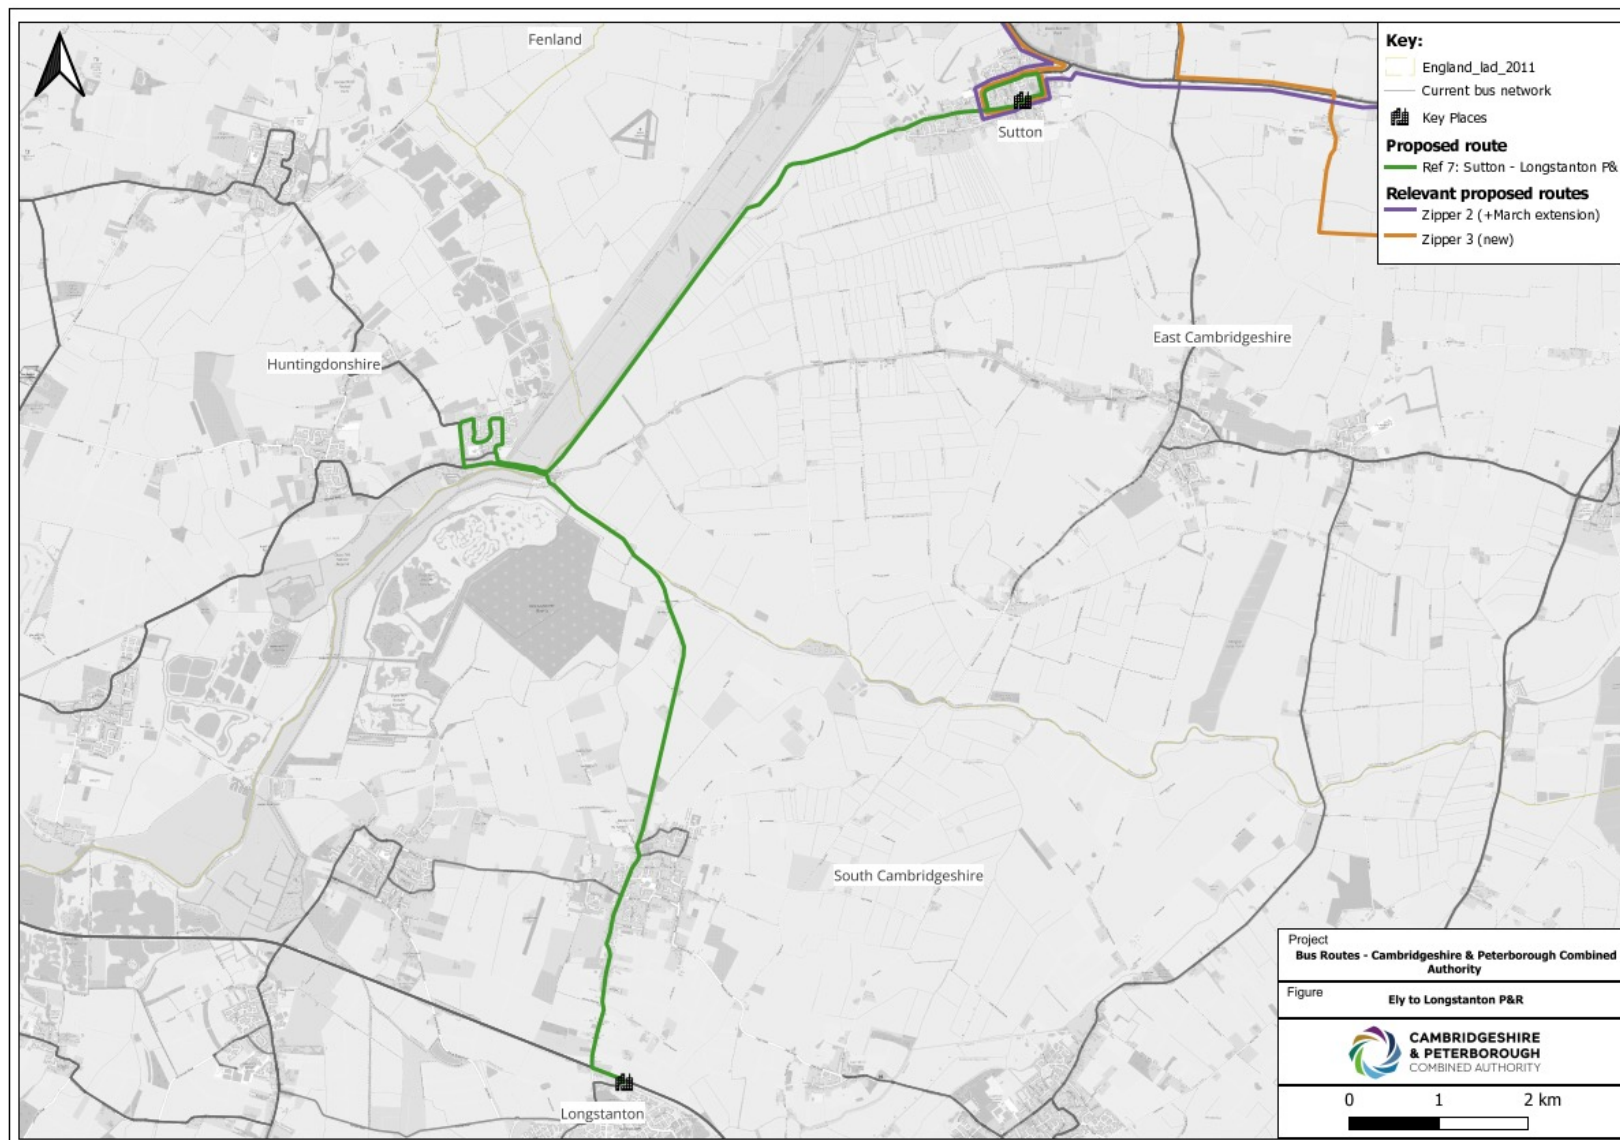 Fenland
Sutton
Huntingdonshire
East Cambridgeshire
South Cambridgeshire
Longstanton
Key:
England_lad_2011
Current bus network
Key Places
Proposed route
Ref 7: Sutton - Longstanton P&
Relevant proposed routes
Zipper 2 (+March extension)
Zipper 3 (new)
Project
Bus Routes - Cambridgeshire & Peterborough Combined
Authority
Figure
Ely to Longstanton P&R
CAMBRIDGESHIRE
& PETERBOROUGH
COMBINED AUTHORITY
0 1 2 km